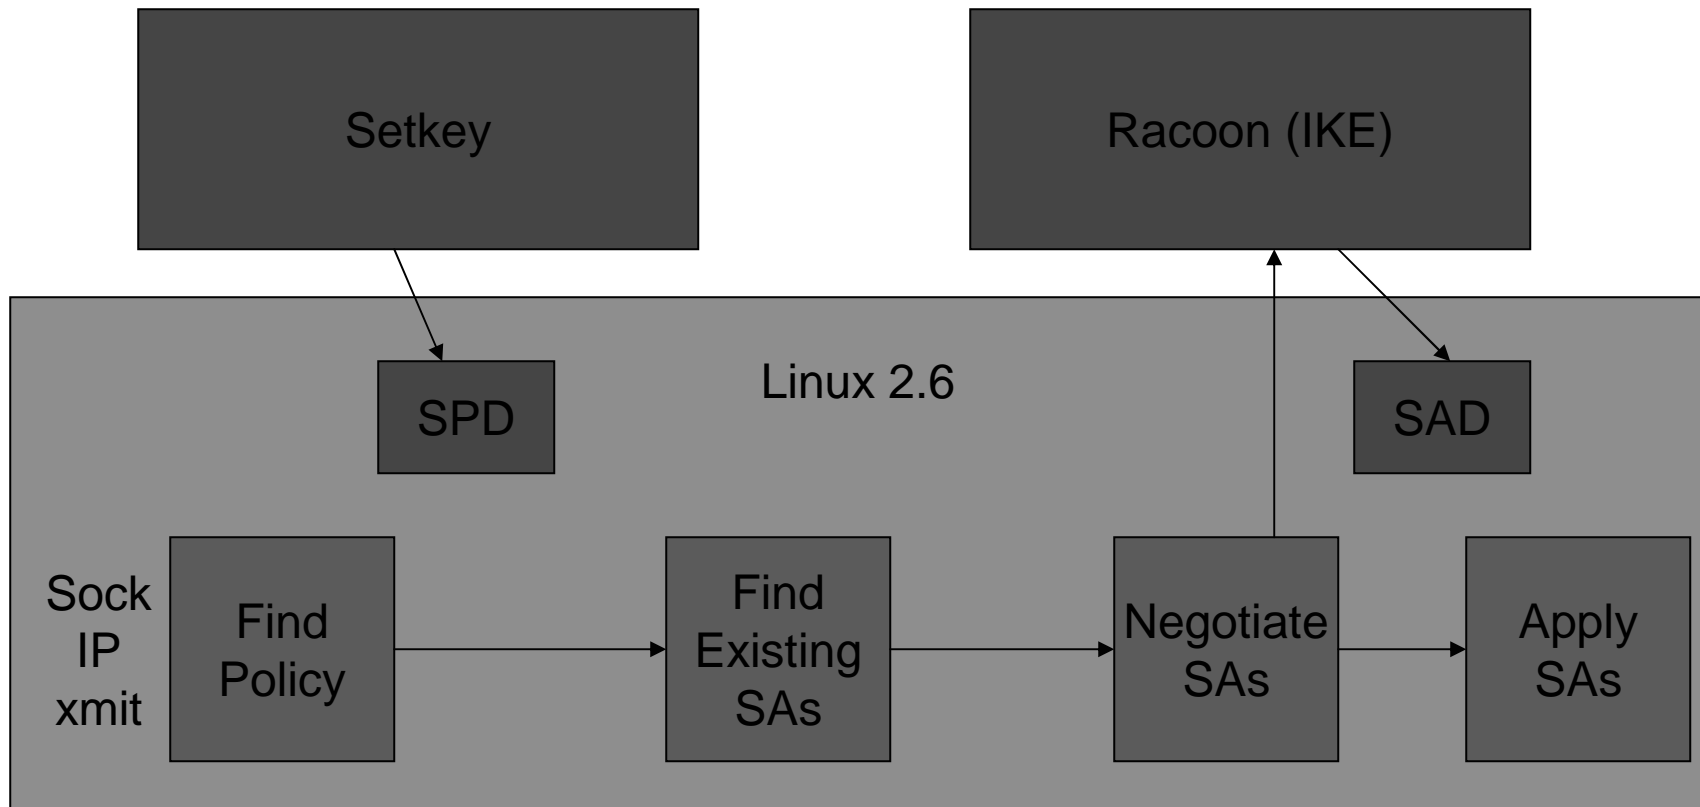 Setkey
Racoon (IKE)
Linux 2.6
SPD
SAD
Sock
IP
xmit
Find
Policy
Find
Existing
SAs
Negotiate
SAs
Apply
SAs